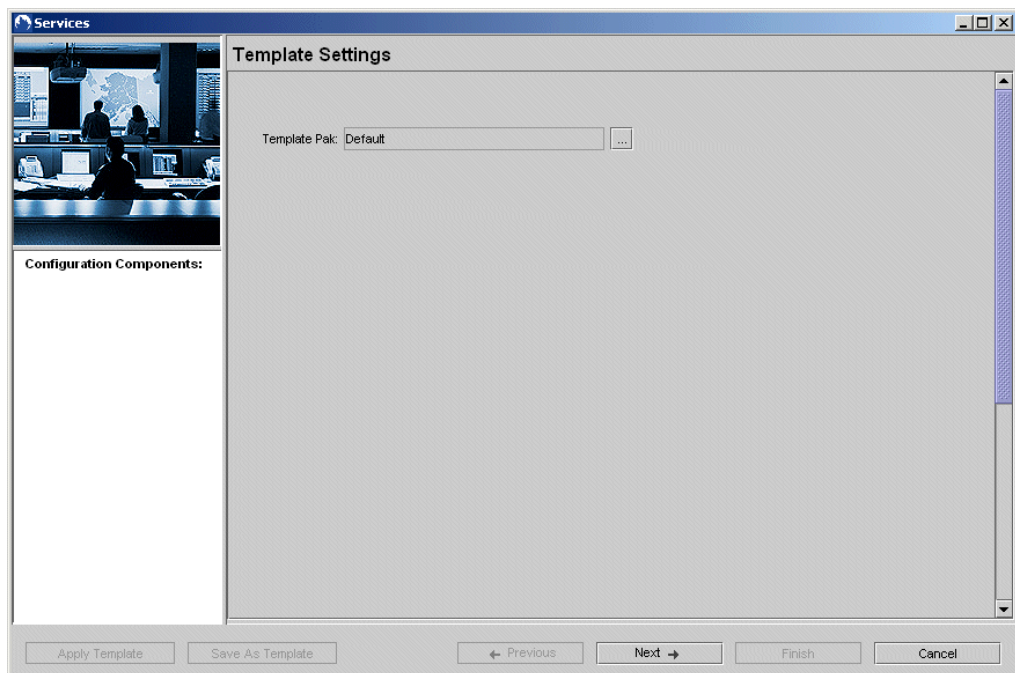 Services
Template Settings
Template Pak: Default ...
Configuration Components:
Apply Template Save As Template Previous Next Finish Cancel